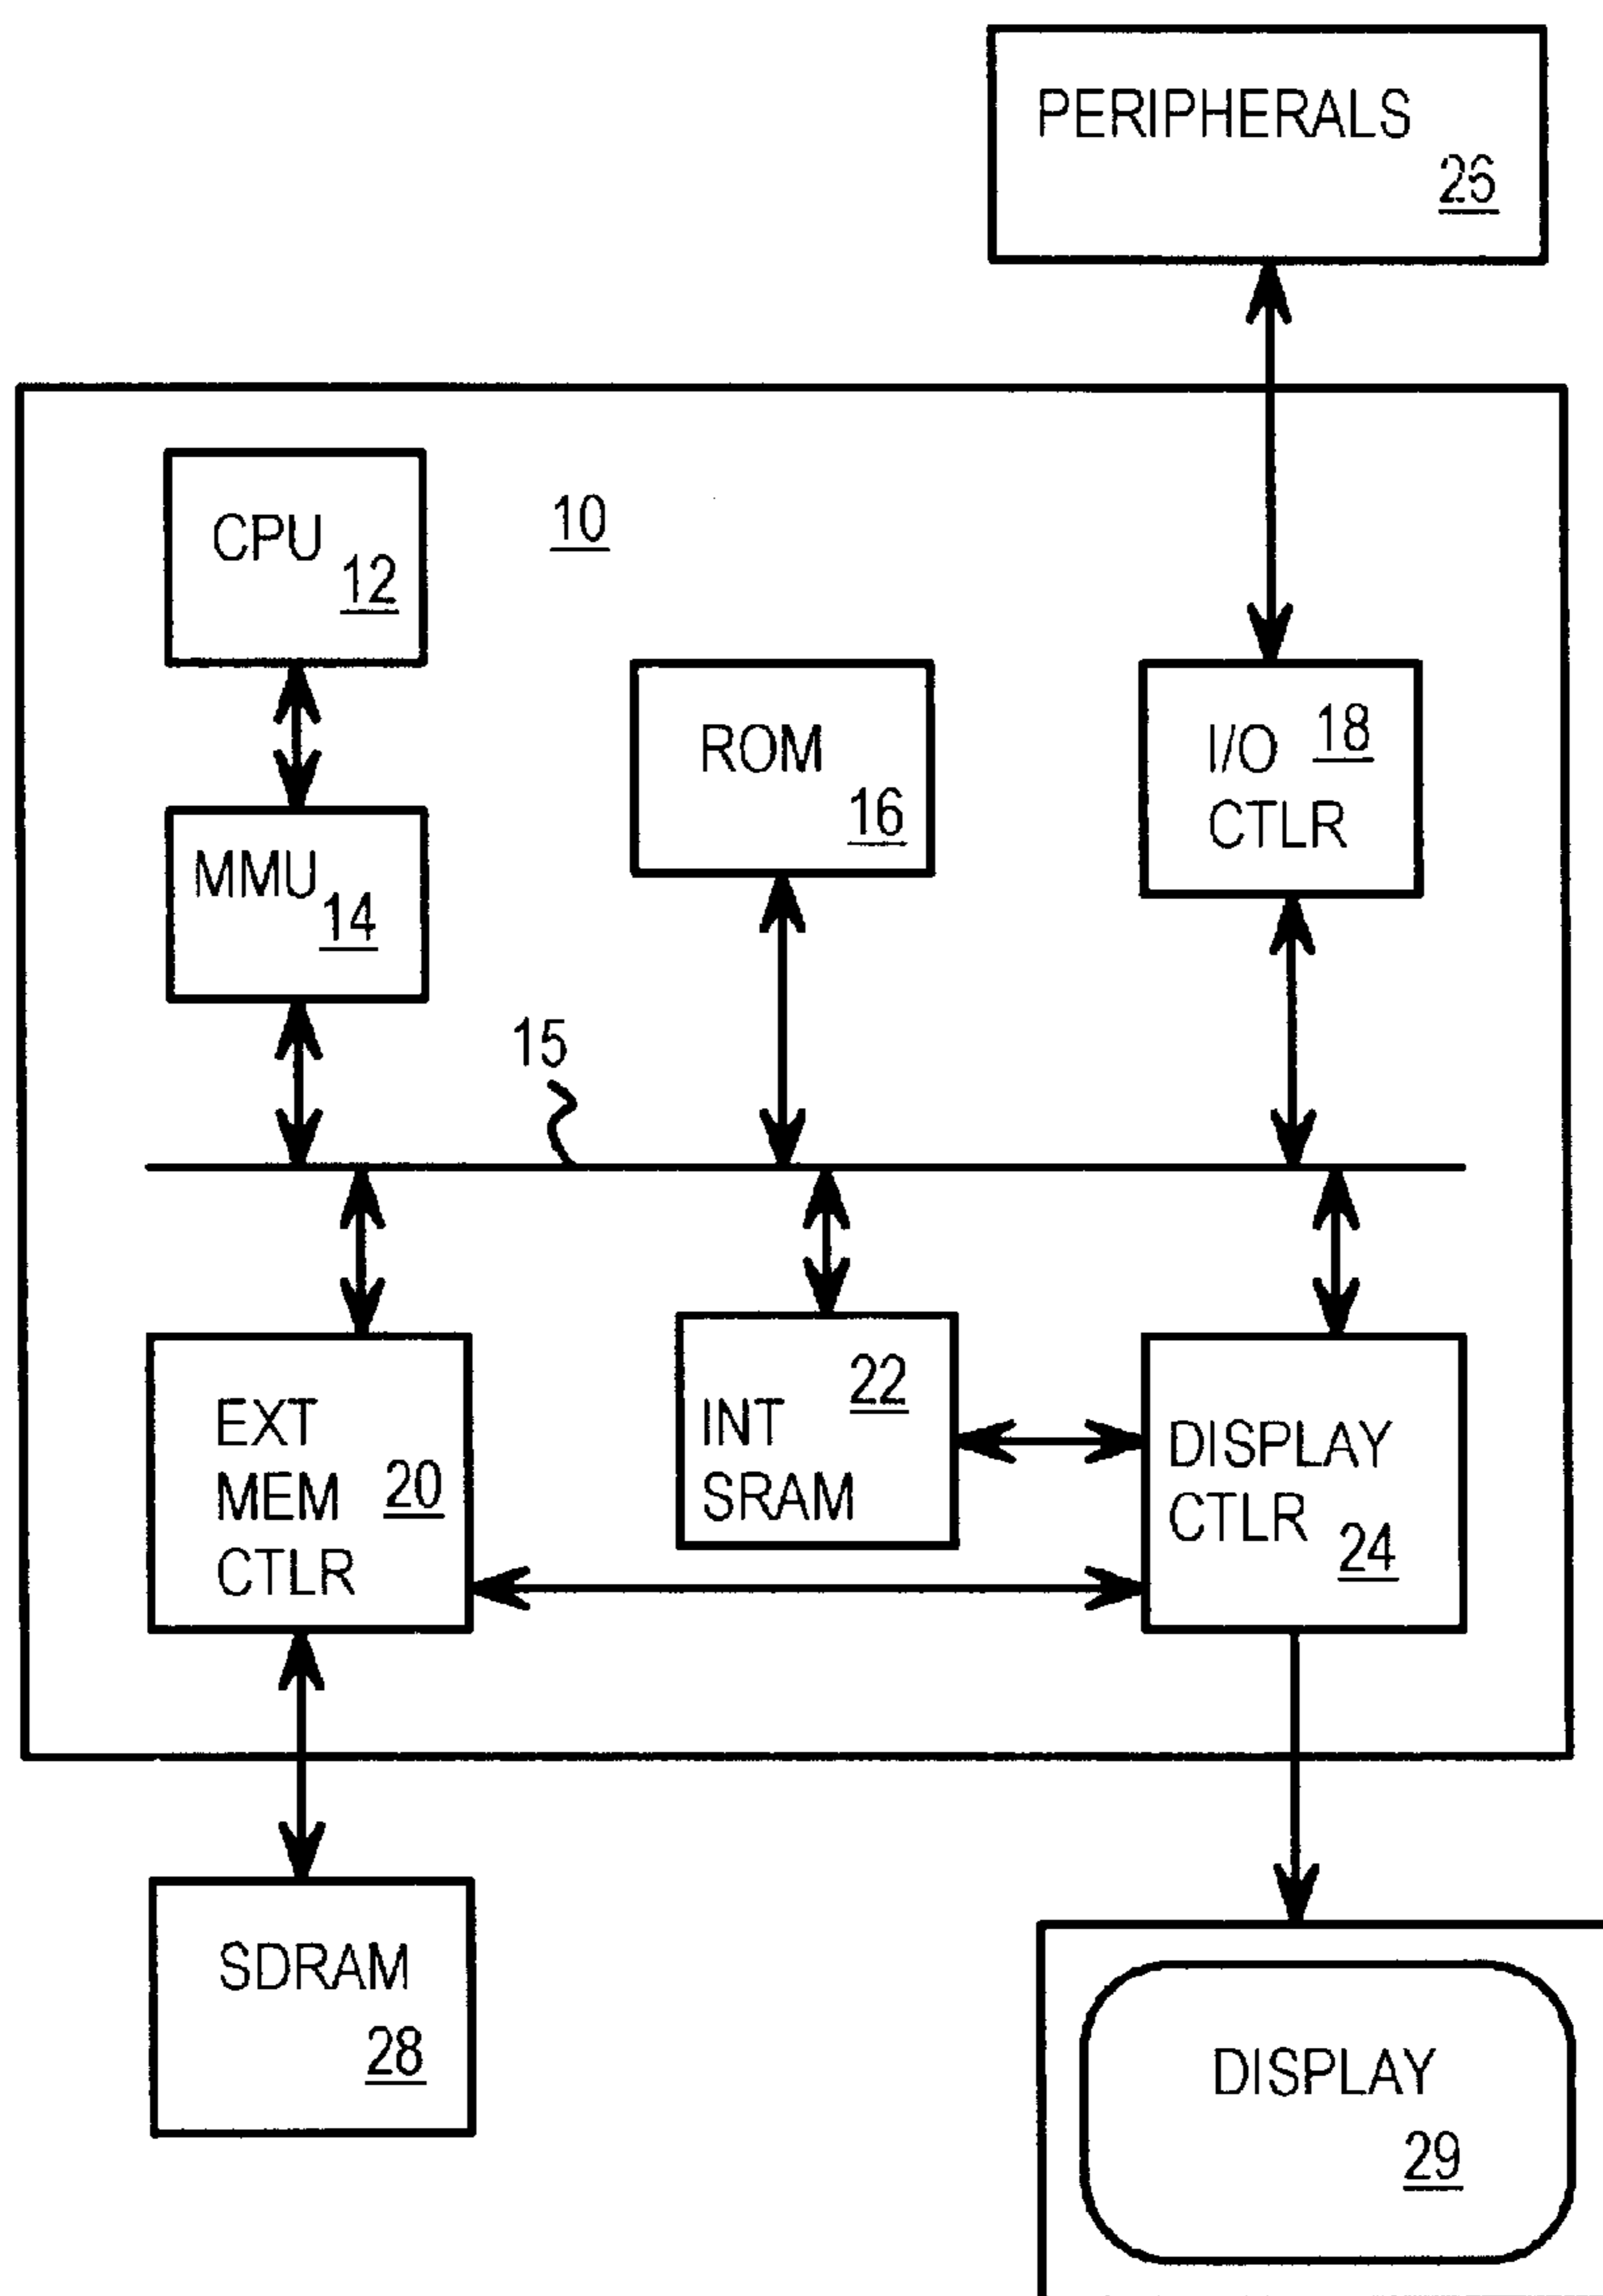 PERIPHERALS
26
CPU
12
10
ROM
16
I/O
18
CTLR
MMU
14
15
EXT
MEM
20
CTLR
22
INT
SRAM
DISPLAY
CTLR
24
SDRAM
28
DISPLAY
29